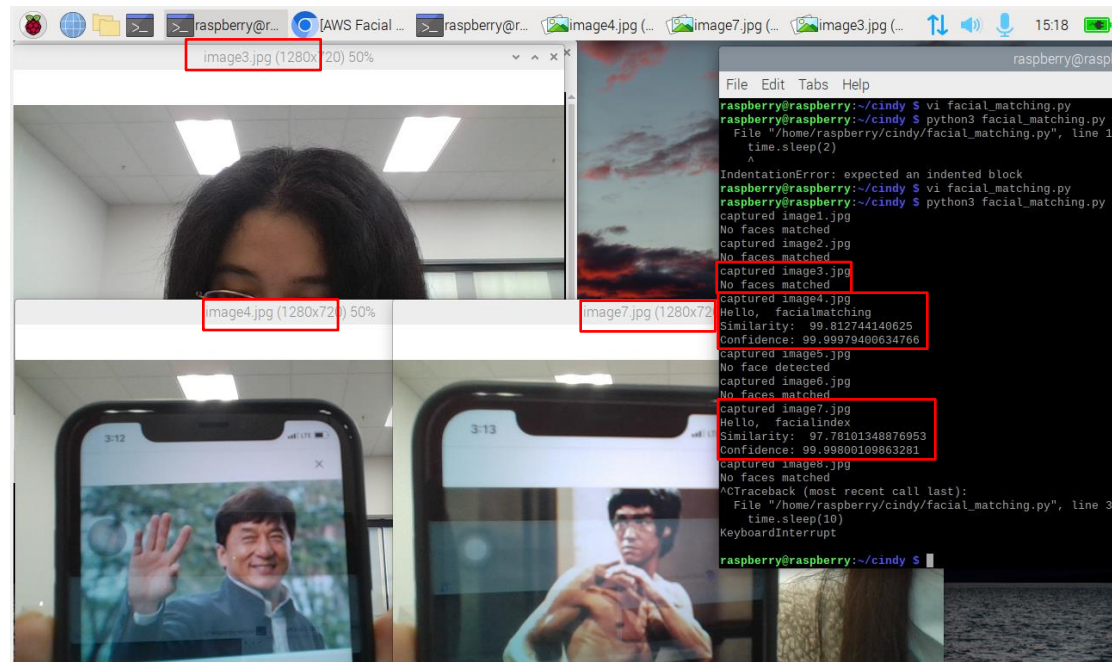 raspberry@r...
[AWS Facial ...
raspberry@r...
image4.jpg (...
image7.jpg (...
image3.jpg (...
15:18
image3.jpg (1280x720) 50%
image4.jpg (1280x720) 50%
3:12
LTE
image7.jpg (1280x72
3:13
LTE
raspberry@rasp
File Edit Tabs Help
raspberry@raspberry:~/cindy $ vi facial_matching.py
raspberry@raspberry:~/cindy $ python3 facial_matching.py
File "/home/raspberry/cindy/facial_matching.py", line 1
time.sleep(2)
^
IndentationError: expected an indented block
raspberry@raspberry:~/cindy $ vi facial_matching.py
raspberry@raspberry:~/cindy $ python3 facial_matching.py
captured image1.jpg
No faces matched
captured image2.jpg
No faces matched
captured image3.jpg
No faces matched
captured image4.jpg
Hello,  facialmatching
Similarity:  99.812744140625
Confidence: 99.99979400634766
captured image5.jpg
No face detected
captured image6.jpg
No faces matched
captured image7.jpg
Hello,  facialindex
Similarity:  97.78101348876953
Confidence: 99.99800109863281
captured image8.jpg
No faces matched
^CTraceback (most recent call last):
File "/home/raspberry/cindy/facial_matching.py", line 3
time.sleep(10)
KeyboardInterrupt
raspberry@raspberry:~/cindy $